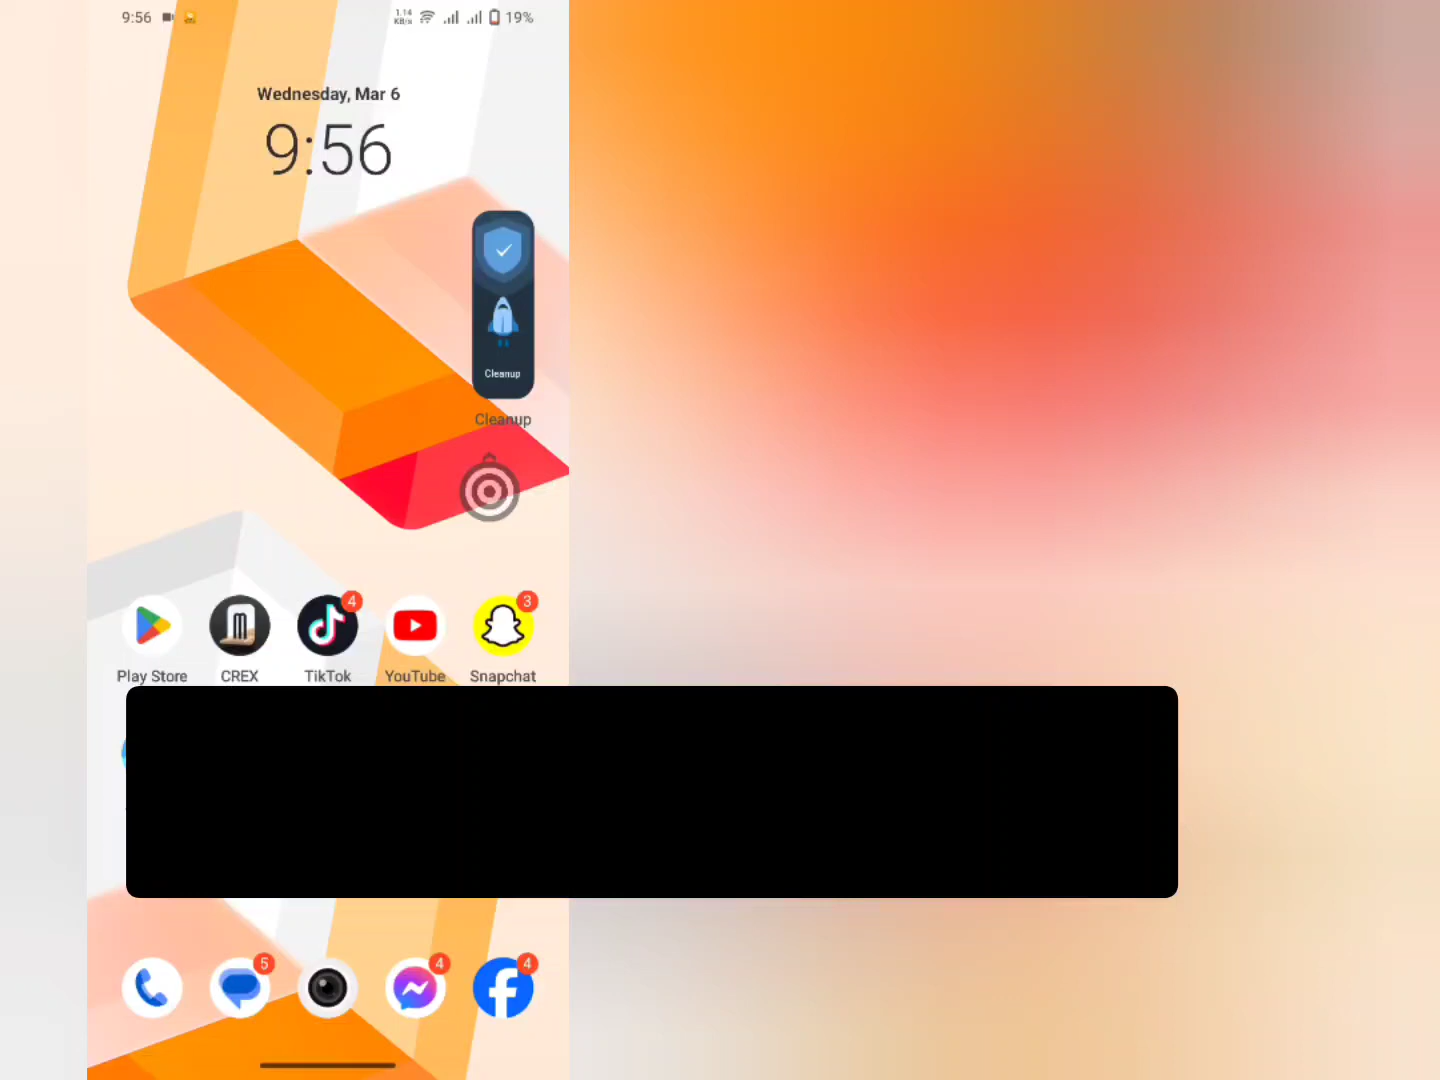 9:56
1.14
KB/s
19%
Wednesday, Mar 6
9:56
Cleanup
Cleanup
4
3
Play Store
CREX
TikTok
YouTube
Snapchat
5
4
4